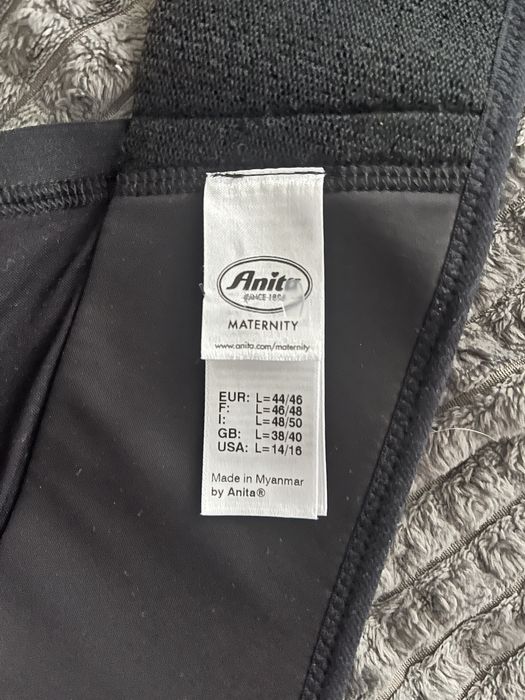 Anita
SINCE 1886
MATERNITY
www.anita.com/maternity
EUR: L=44/46
F: L=46/48
I: L=48/50
GB: L=38/40
USA: L=14/16
Made in Myanmar
by Anita®